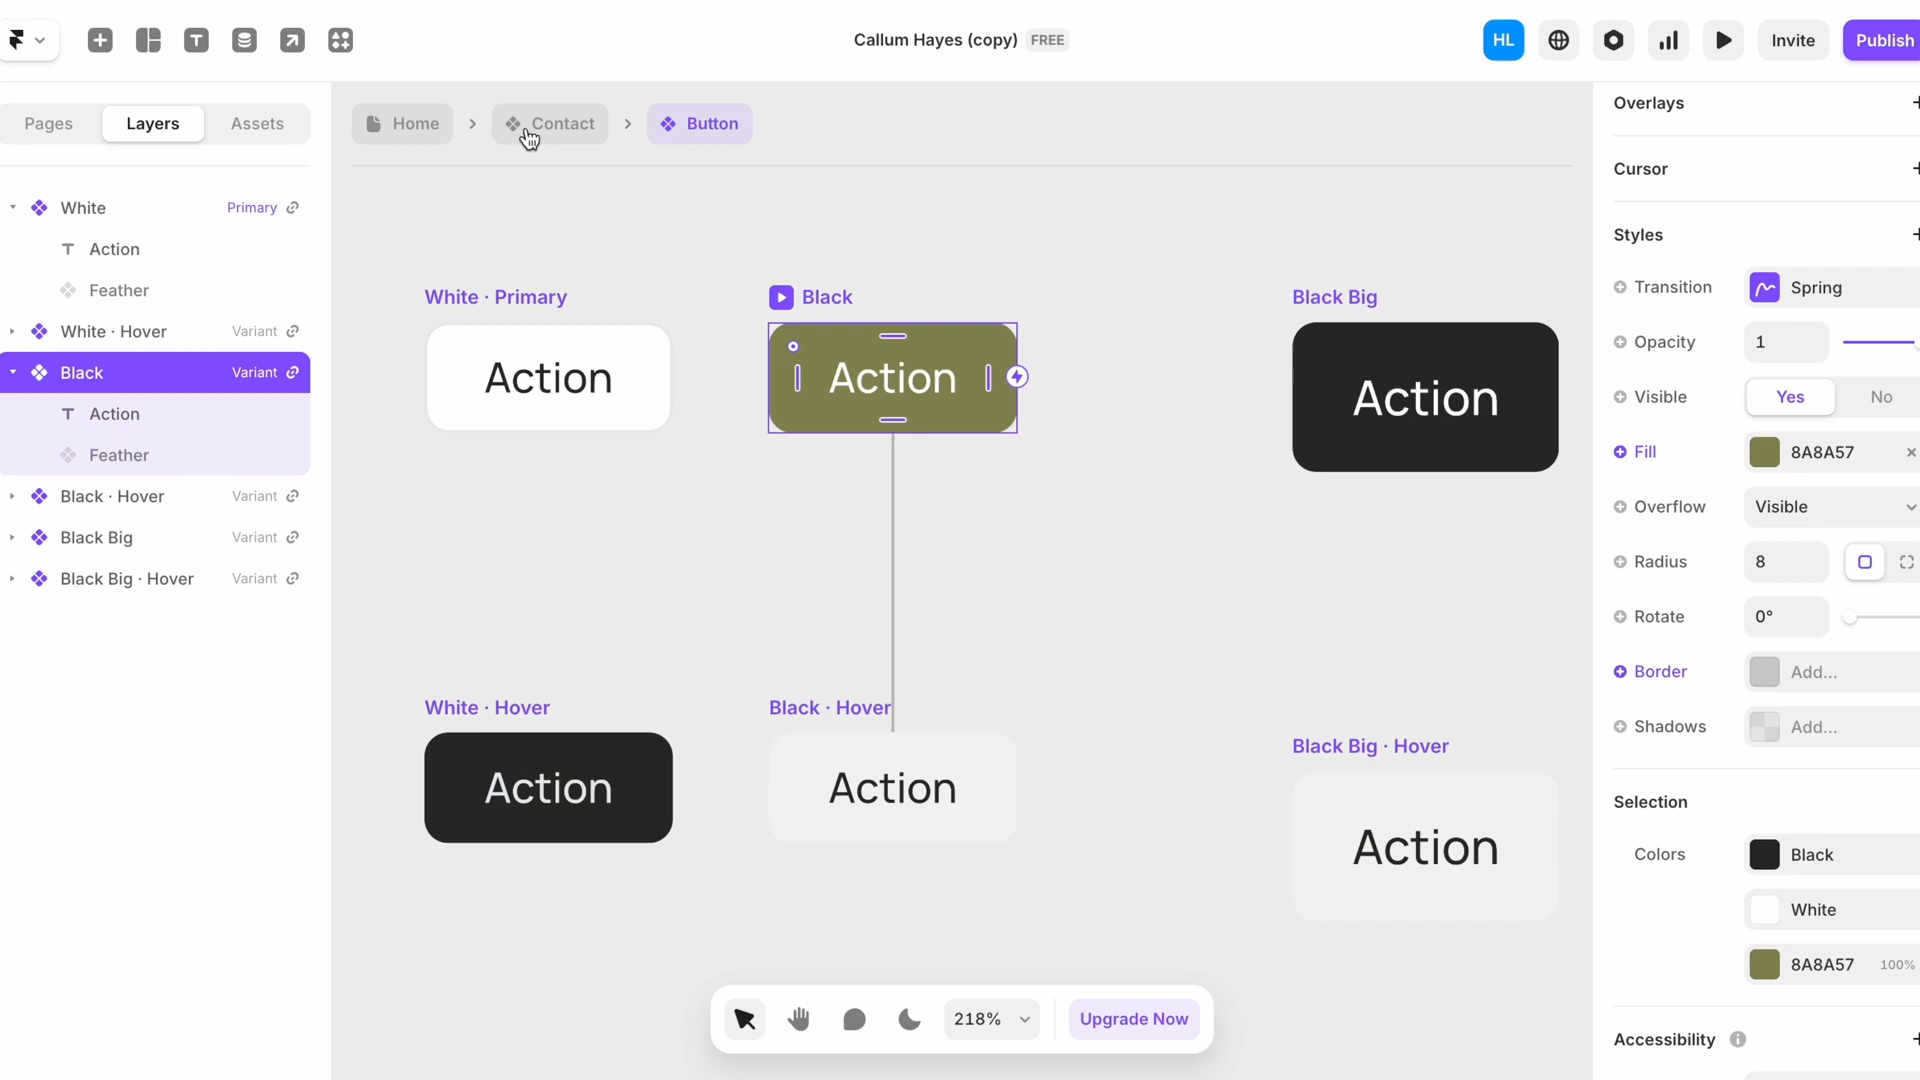 Callum Hayes (copy) FREE
HL
Invite
Publish
Pages
Layers
Assets
Home
Contact
Button
White Primary
Action
Feather
White · Hover Variant
Black Variant
Action
Feather
Black · Hover Variant
Black Big Variant
Black Big · Hover Variant
White · Primary
Action
Black
Action
Black Big
Action
White · Hover
Action
Black · Hover
Action
Black Big · Hover
Action
218%
Upgrade Now
Overlays
Cursor
Styles
Transition Spring
Opacity 1
Visible Yes No
Fill 8A8A57
Overflow Visible
Radius 8
Rotate 0°
Border Add...
Shadows Add...
Selection
Colors Black
White
8A8A57 100%
Accessibility